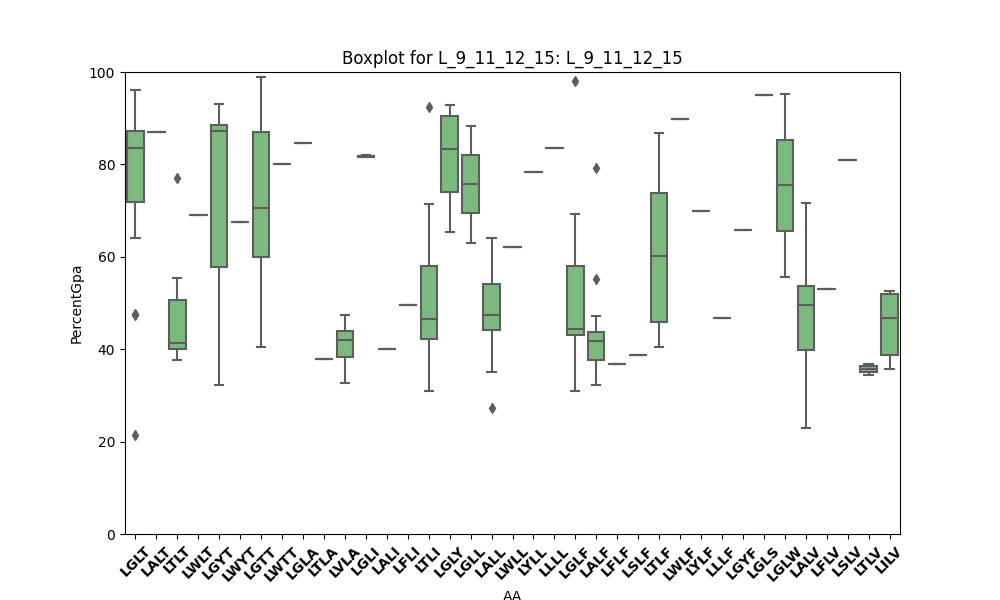 Boxplot for L_9_11_12_15: L_9_11_12_15
PercentGpa
100
80
60
40
20
0
LGLT LALT LTLT LWLT LGYT LWYT LGTT LWTT LGLA LTLA LVLA LGLI LALI LFLI LTLI LGLY LGLL LALL LWLL LYLL LLLL LGLF LALF LFLF LSLF LTLF LWLF LYLF LLLF LGYF LGLS LGLW LALV LFLV LSLV LTLV LILV
AA